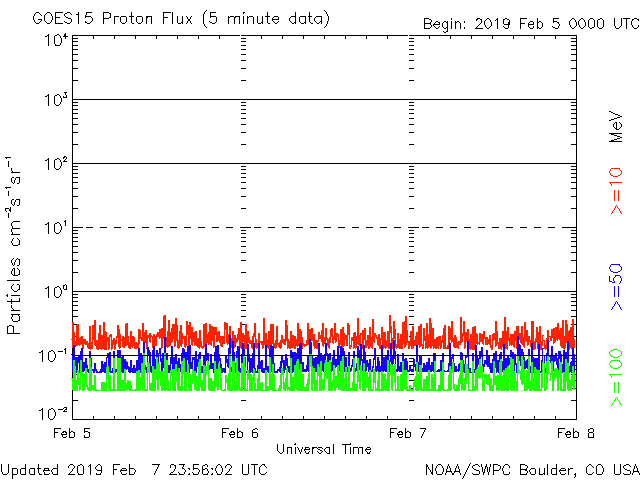 GOES15 Proton Flux (5 minute data)
Begin: 2019 Feb 5 0000 UTC
Particles cm⁻²s⁻¹sr⁻¹
10⁴
10³
10²
10¹
10⁰
10⁻¹
10⁻²
Feb 5 Feb 6 Feb 7 Feb 8
Universal Time
>=100 >=50 >=10 MeV
Updated 2019 Feb 7 23:56:02 UTC
NOAA/SWPC Boulder, CO USA